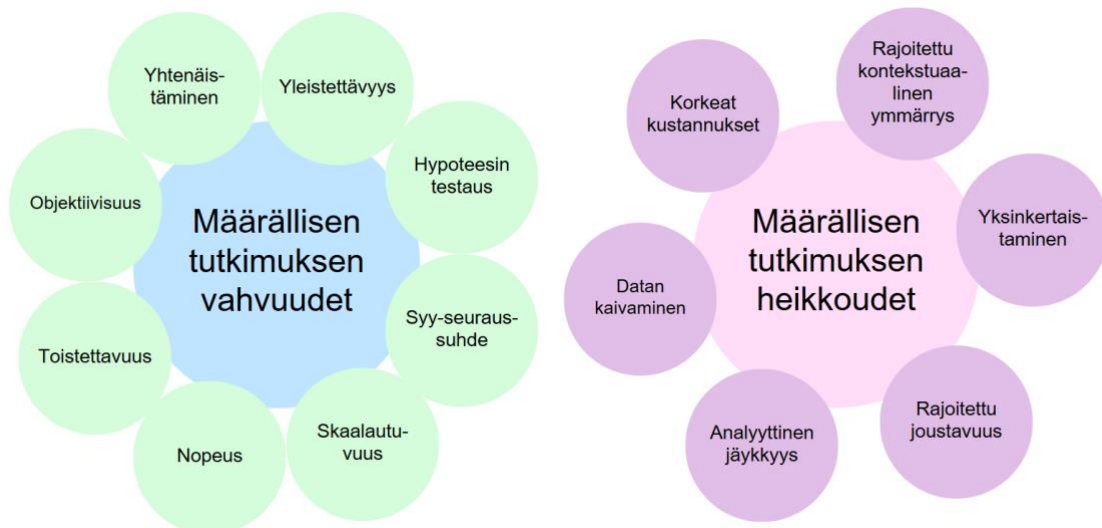 Määrällisen
tutkimuksen
vahvuudet
Yhtenäis-
täminen
Yleistettävyys
Hypoteesin
testaus
Syy-seuraus-
suhde
Skaalautu-
vuus
Nopeus
Toistettavuus
Objektiivisuus
Määrällisen
tutkimuksen
heikkoudet
Korkeat
kustannukset
Rajoitettu
kontekstuaa-
linen
ymmärrys
Yksinkertais-
taminen
Rajoitettu
joustavuus
Analyyttinen
jäykkyys
Datan
kaivaminen